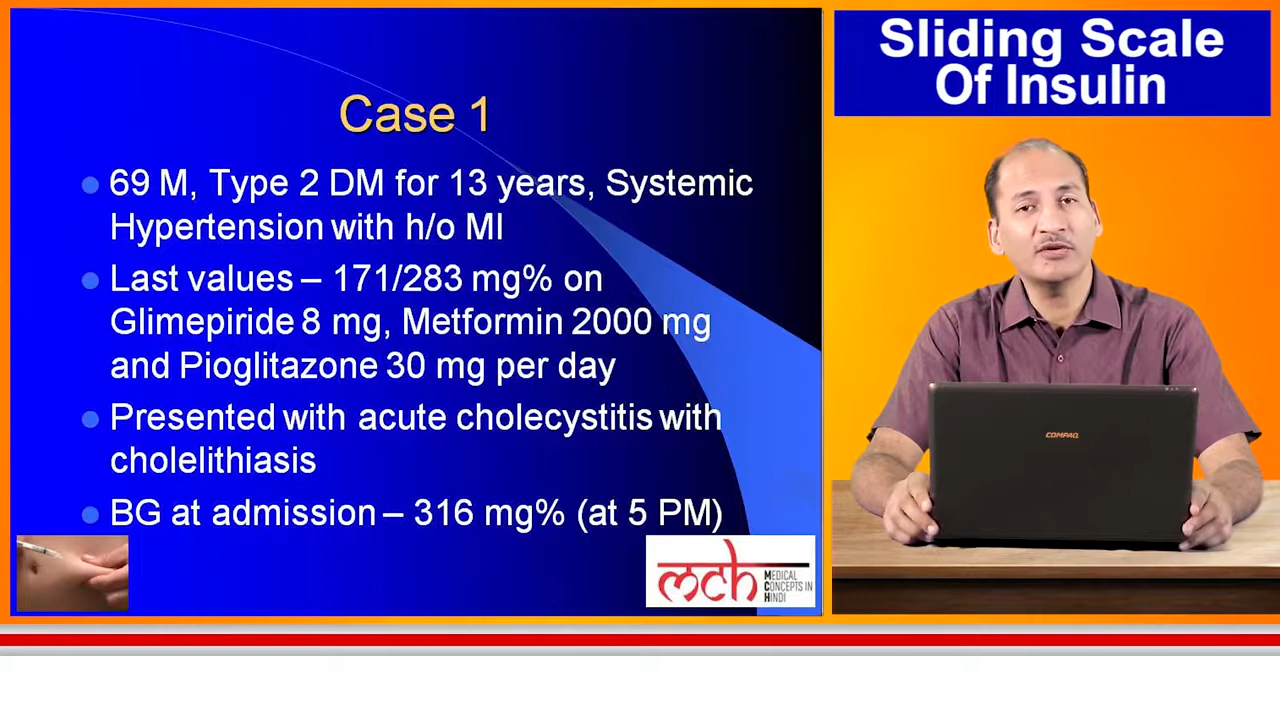 Case 1
69 M, Type 2 DM for 13 years, Systemic
Hypertension with h/o MI
Last values – 171/283 mg% on
Glimepiride 8 mg, Metformin 2000 mg
and Pioglitazone 30 mg per day
Presented with acute cholecystitis with
cholelithiasis
BG at admission – 316 mg% (at 5 PM)
mch
MEDICAL
CONCEPTS IN
HINDI
Sliding Scale
Of Insulin
COMPAQ